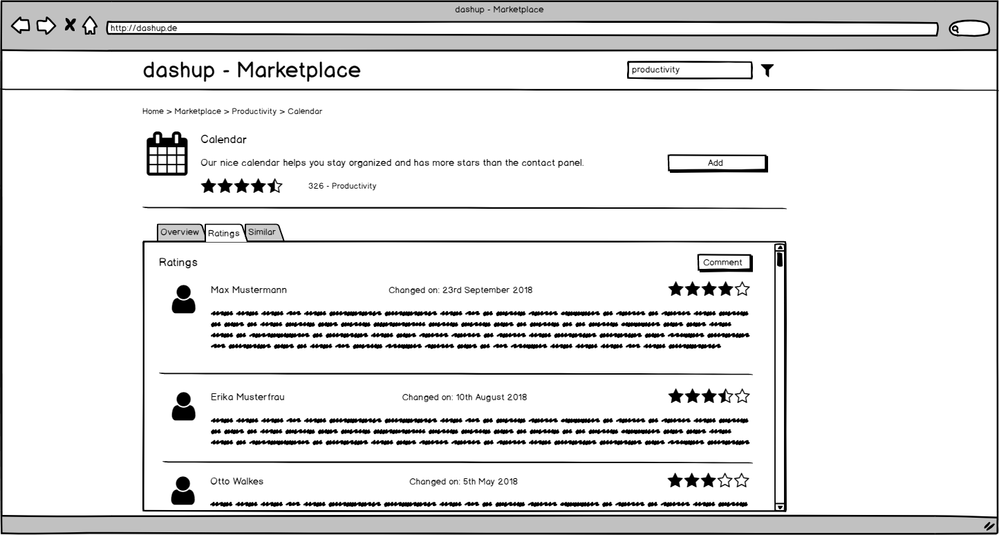 dashup - Marketplace
http://dashup.de
dashup - Marketplace
productivity
Home > Marketplace > Productivity > Calendar
Calendar
Our nice calendar helps you stay organized and has more stars than the contact panel.
Add
326 - Productivity
Overview
Ratings
Similar
Ratings
Comment
Max Mustermann
Changed on: 23rd September 2018
Erika Musterfrau
Changed on: 10th August 2018
Otto Walkes
Changed on: 5th May 2018